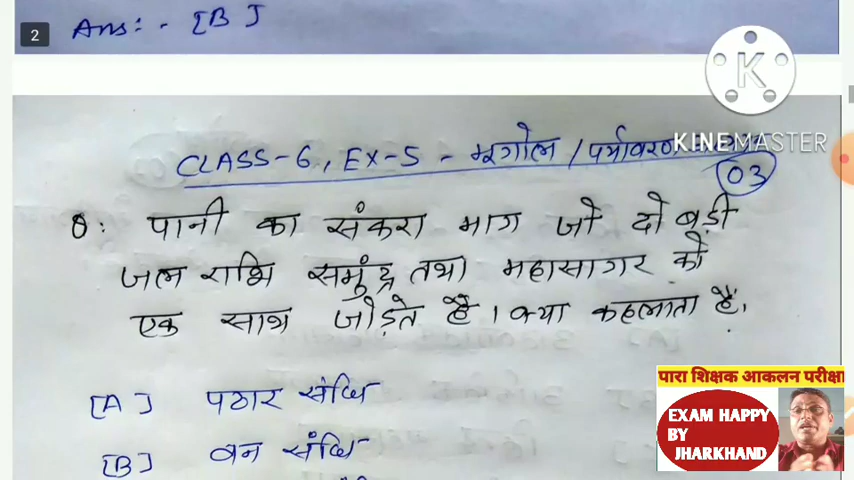 2
Ans: - [B]
KINEMASTER
CLASS-6, EX-5 - भूगोल / पर्यावरण
03
Q: पानी का संकरा भाग जो दो बड़ी
जल राशि समुंद्र तथा महासागर को
एक साथ जोड़ते है । क्या कहलाता है.
[A] पठार संधि
[B] वन संधि
पारा शिक्षक आकलन परीक्षा
EXAM HAPPY
BY
JHARKHAND